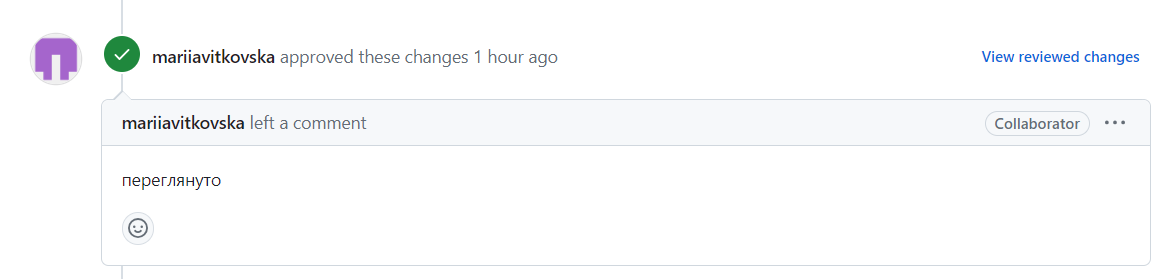 mariiavitkovska approved these changes 1 hour ago View reviewed changes
mariiavitkovska left a comment Collaborator
переглянуто